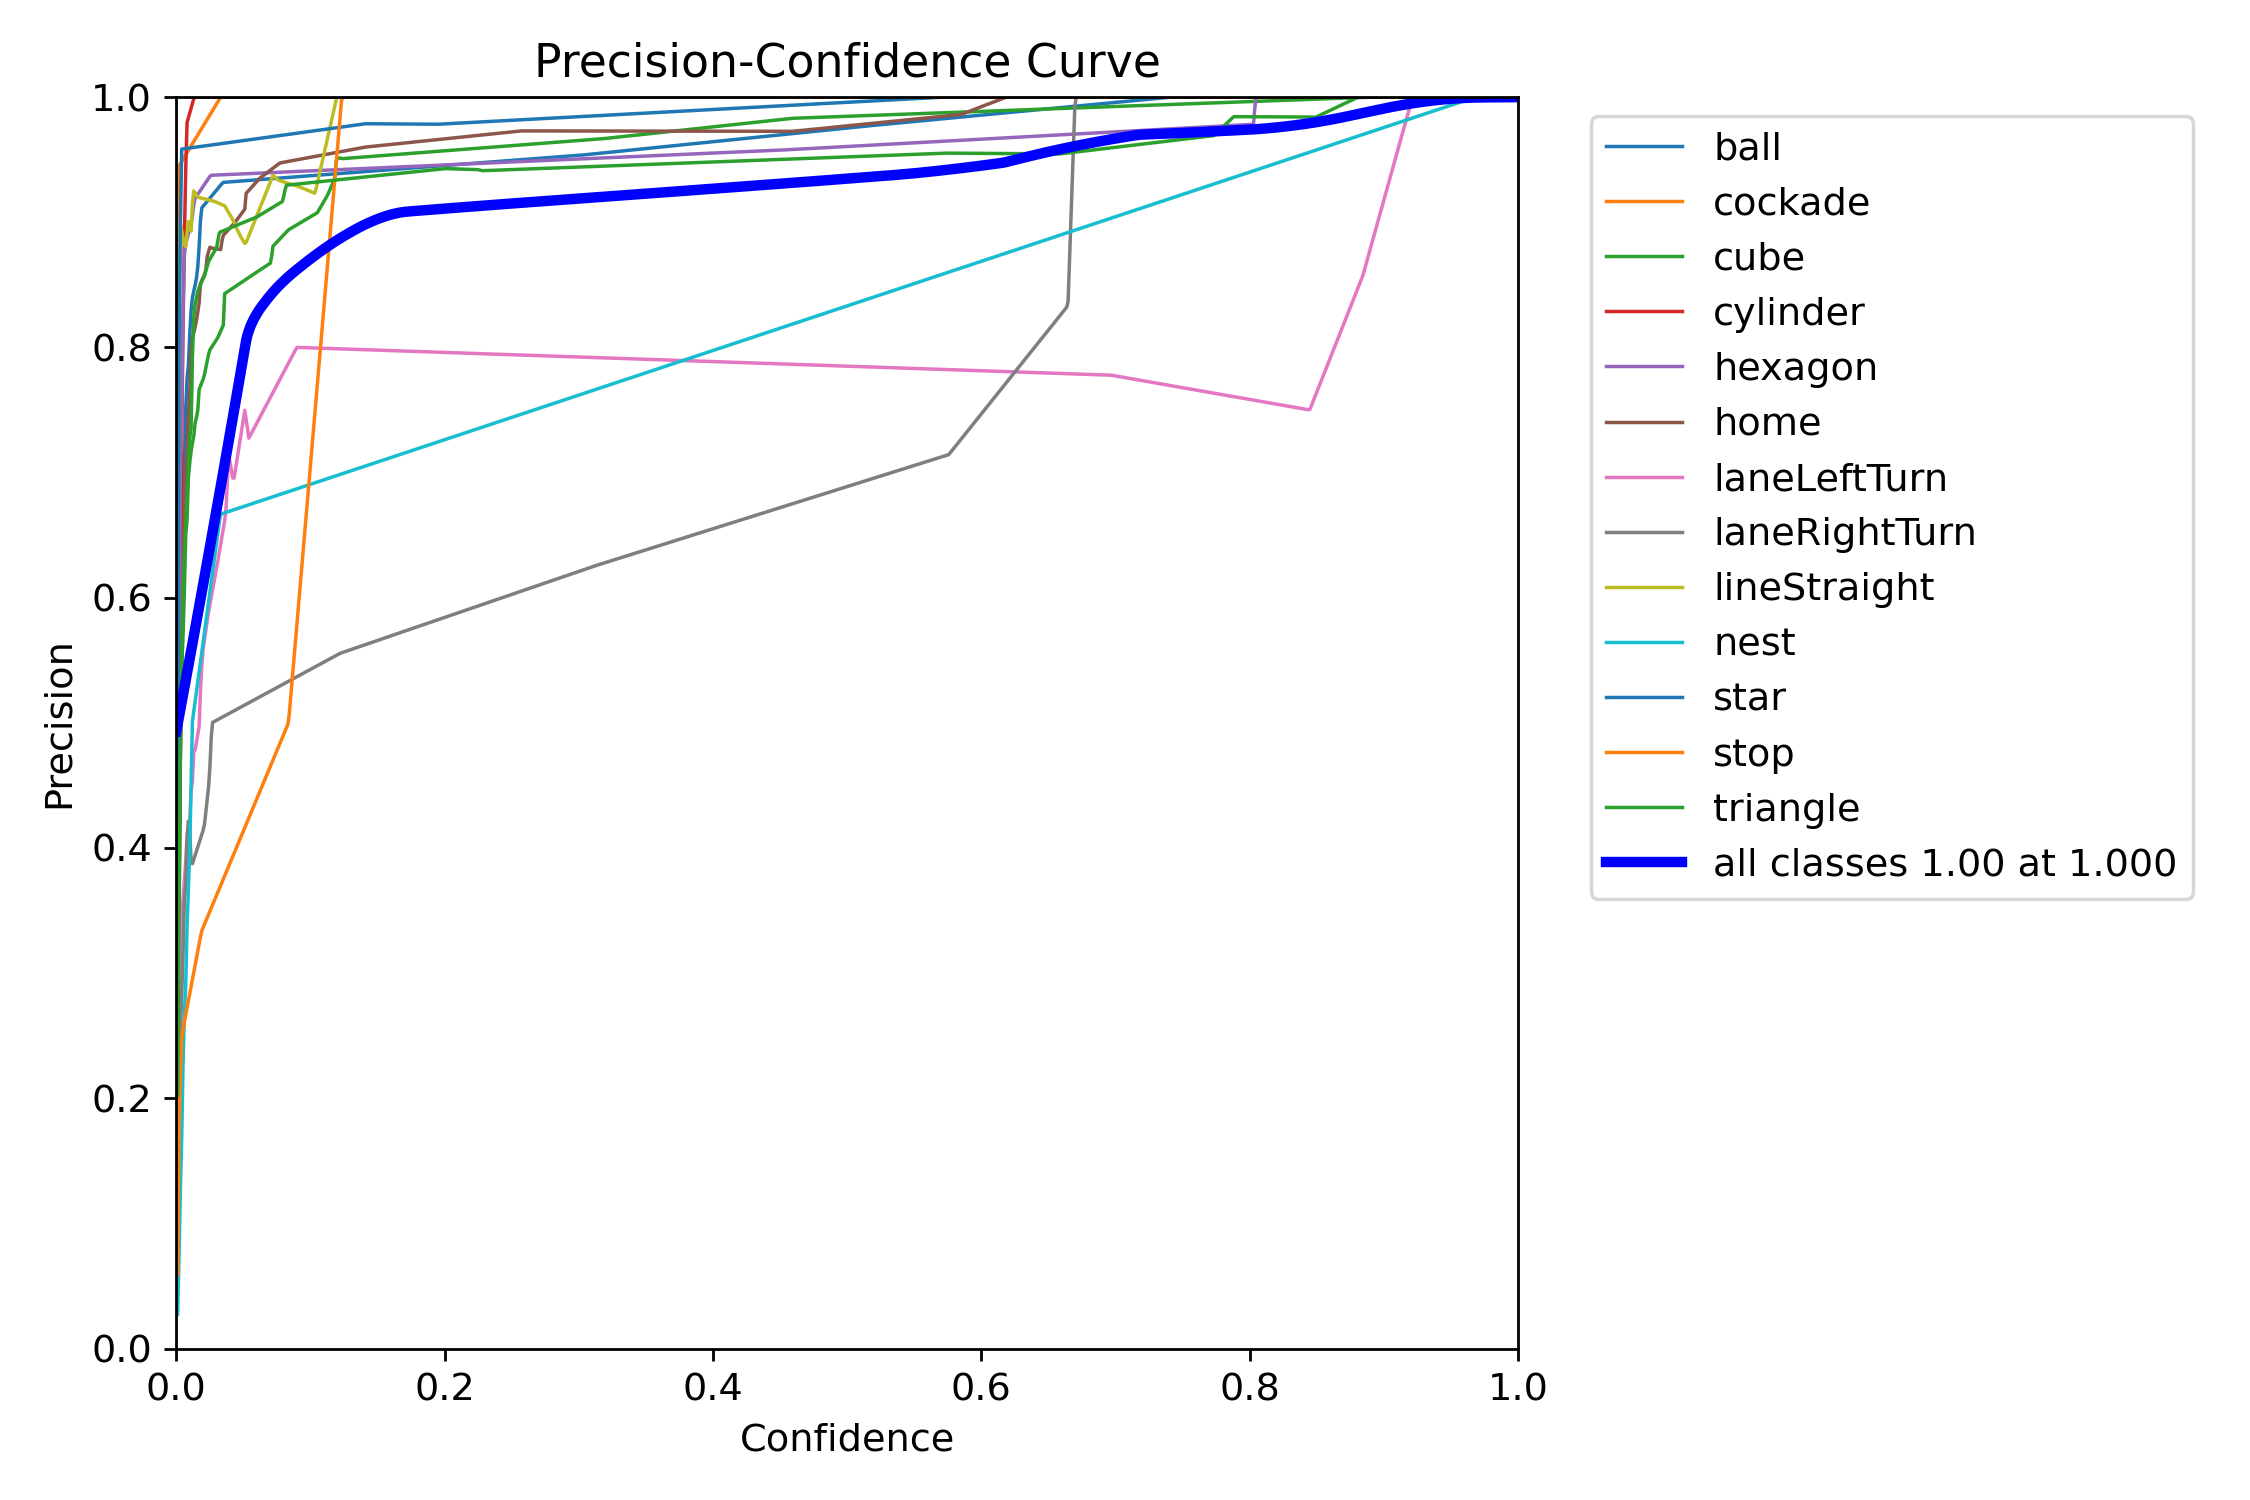 Precision-Confidence Curve
1.0
0.8
0.6
0.4
0.2
0.0
Precision
0.0 0.2 0.4 0.6 0.8 1.0
Confidence
ball
cockade
cube
cylinder
hexagon
home
laneLeftTurn
laneRightTurn
lineStraight
nest
star
stop
triangle
all classes 1.00 at 1.000